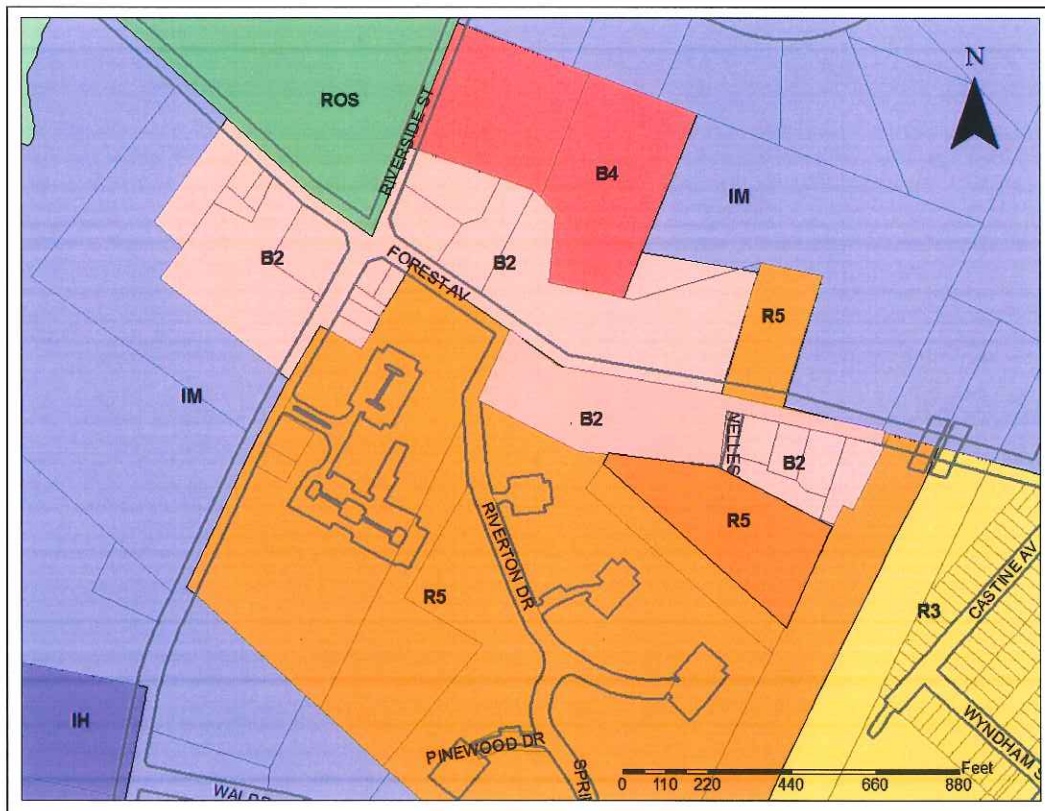 N
ROS
RIVERSIDE ST
B4
IM
B2
FOREST AV
B2
R5
IM
B2
NELLES
B2
R5
RIVERTON DR
R5
R3
CASTINE AV
WYNDHAM
IH
PINEWOOD DR
Feet
0 110 220 440 660 880